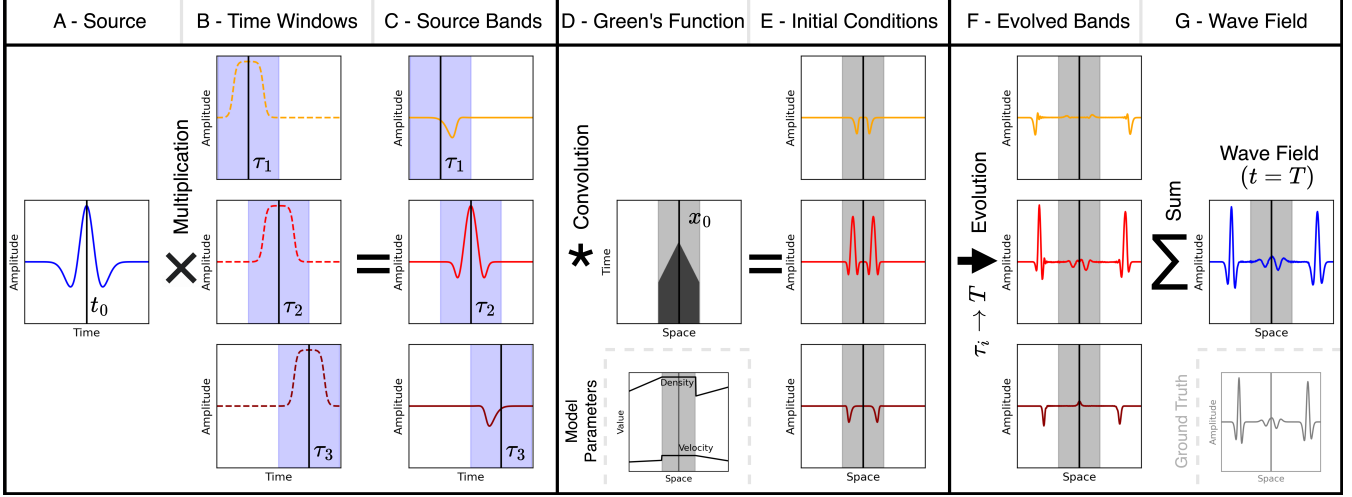 A - Source
B - Time Windows
C - Source Bands
D - Green's Function
E - Initial Conditions
F - Evolved Bands
G - Wave Field
Amplitude
t₀
Time
Multiplication
Amplitude
τ₁
Amplitude
τ₂
Amplitude
τ₃
Time
=
Amplitude
τ₁
Amplitude
τ₂
Amplitude
τ₃
Time
*
Convolution
Time
x₀
Space
Model
Parameters
Value
Density
Velocity
Space
=
Amplitude
Amplitude
Amplitude
Space
Evolution
τᵢ → T
Amplitude
Amplitude
Amplitude
Space
∑
Sum
Wave Field
(t = T)
Amplitude
Space
Ground Truth
Amplitude
Space